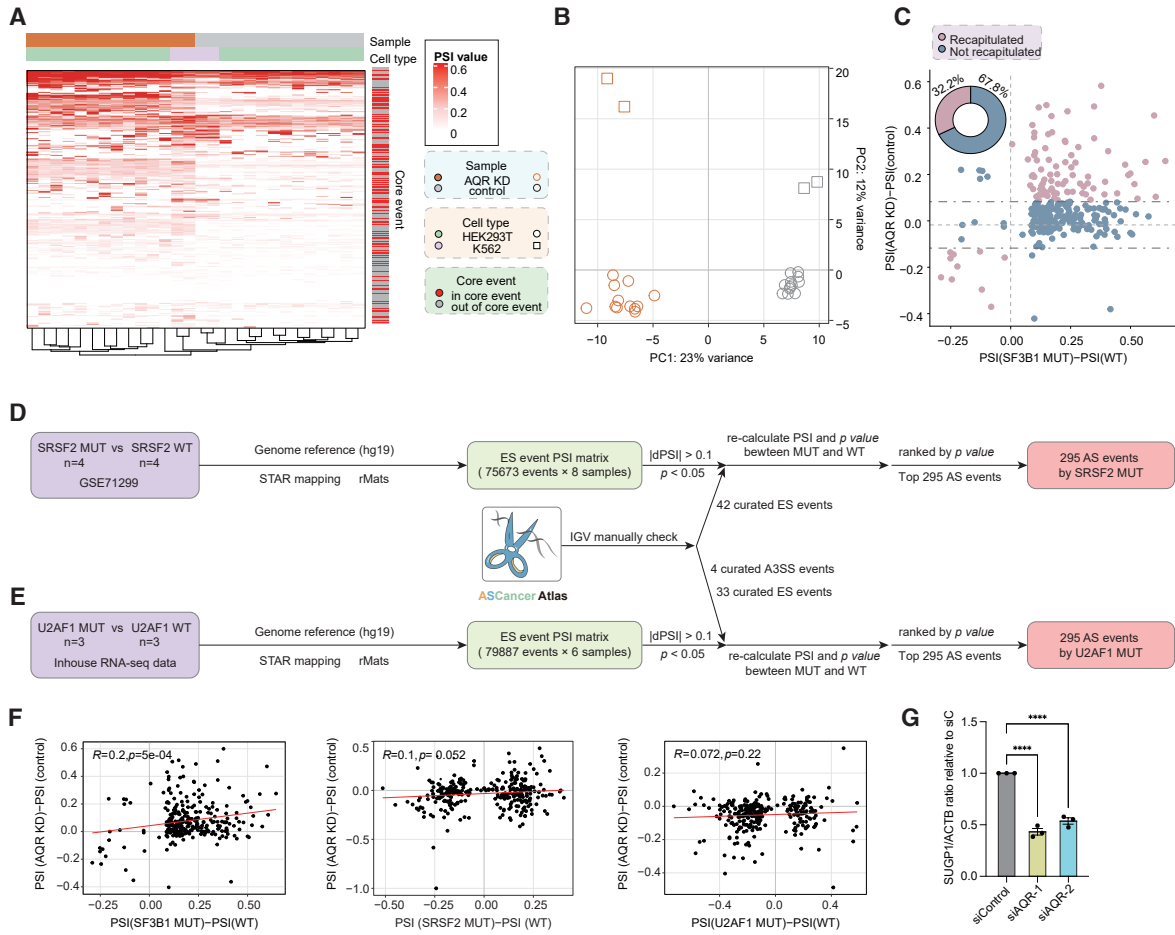 A
Sample
Cell type
PSI value
0.6
0.4
0.2
0
Core event
Sample
AQR KD
control
Cell type
HEK293T
K562
Core event
in core event
out of core event
B
20
15
10
5
0
−5
PC2: 12% variance
−10
−5
0
5
10
PC1: 23% variance
C
Recapitulated
Not recapitulated
32.2%
67.8%
0.6
0.4
0.2
0.0
−0.2
−0.4
PSI(AQR KD)−PSI(control)
−0.25
0.00
0.25
0.50
PSI(SF3B1 MUT)−PSI(WT)
D
SRSF2 MUT vs SRSF2 WT
n=4 n=4
GSE71299
Genome reference (hg19)
STAR mapping rMats
ES event PSI matrix
( 75673 events × 8 samples)
|dPSI| > 0.1
p < 0.05
re-calculate PSI and p value
bewteen MUT and WT
ranked by p value
Top 295 AS events
295 AS events
by SRSF2 MUT
42 curated ES events
IGV manually check
ASCancer Atlas
4 curated A3SS events
33 curated ES events
E
U2AF1 MUT vs U2AF1 WT
n=3 n=3
Inhouse RNA-seq data
Genome reference (hg19)
STAR mapping rMats
ES event PSI matrix
( 79887 events × 6 samples)
|dPSI| > 0.1
p < 0.05
re-calculate PSI and p value
bewteen MUT and WT
ranked by p value
Top 295 AS events
295 AS events
by U2AF1 MUT
F
R=0.2,p=5e-04
0.6
0.4
0.2
0.0
−0.2
−0.4
PSI (AQR KD)−PSI (control)
−0.25
0.00
0.25
0.50
PSI(SF3B1 MUT)−PSI(WT)
R=0.1,p= 0.052
0.5
0.0
−0.5
−1.0
PSI (AQR KD)−PSI (control)
−0.50
−0.25
0.00
0.25
PSI (SRSF2 MUT)−PSI (WT)
R=0.072,p=0.22
0.4
0.2
0.0
−0.2
−0.4
PSI (AQR KD)−PSI (control)
−0.4
0.0
0.4
PSI(U2AF1 MUT)−PSI(WT)
G
SUGP1/ACTB ratio relative to siC
1.5
1.0
0.5
0.0
****
****
siControl
siAQR-1
siAQR-2